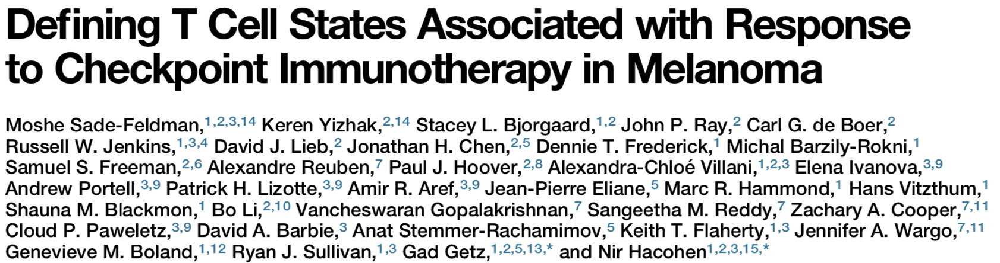 Defining T Cell States Associated with Response
to Checkpoint Immunotherapy in Melanoma
Moshe Sade-Feldman,1,2,3,14 Keren Yizhak,2,14 Stacey L. Bjorgaard,1,2 John P. Ray,2 Carl G. de Boer,2
Russell W. Jenkins,1,3,4 David J. Lieb,2 Jonathan H. Chen,2,5 Dennie T. Frederick,1 Michal Barzily-Rokni,1
Samuel S. Freeman,2,6 Alexandre Reuben,7 Paul J. Hoover,2,8 Alexandra-Chloé Villani,1,2,3 Elena Ivanova,3,9
Andrew Portell,3,9 Patrick H. Lizotte,3,9 Amir R. Aref,3,9 Jean-Pierre Eliane,5 Marc R. Hammond,1 Hans Vitzthum,1
Shauna M. Blackmon,1 Bo Li,2,10 Vancheswaran Gopalakrishnan,7 Sangeetha M. Reddy,7 Zachary A. Cooper,7,11
Cloud P. Paweletz,3,9 David A. Barbie,3 Anat Stemmer-Rachamimov,5 Keith T. Flaherty,1,3 Jennifer A. Wargo,7,11
Genevieve M. Boland,1,12 Ryan J. Sullivan,1,3 Gad Getz,1,2,5,13,* and Nir Hacohen1,2,3,15,*